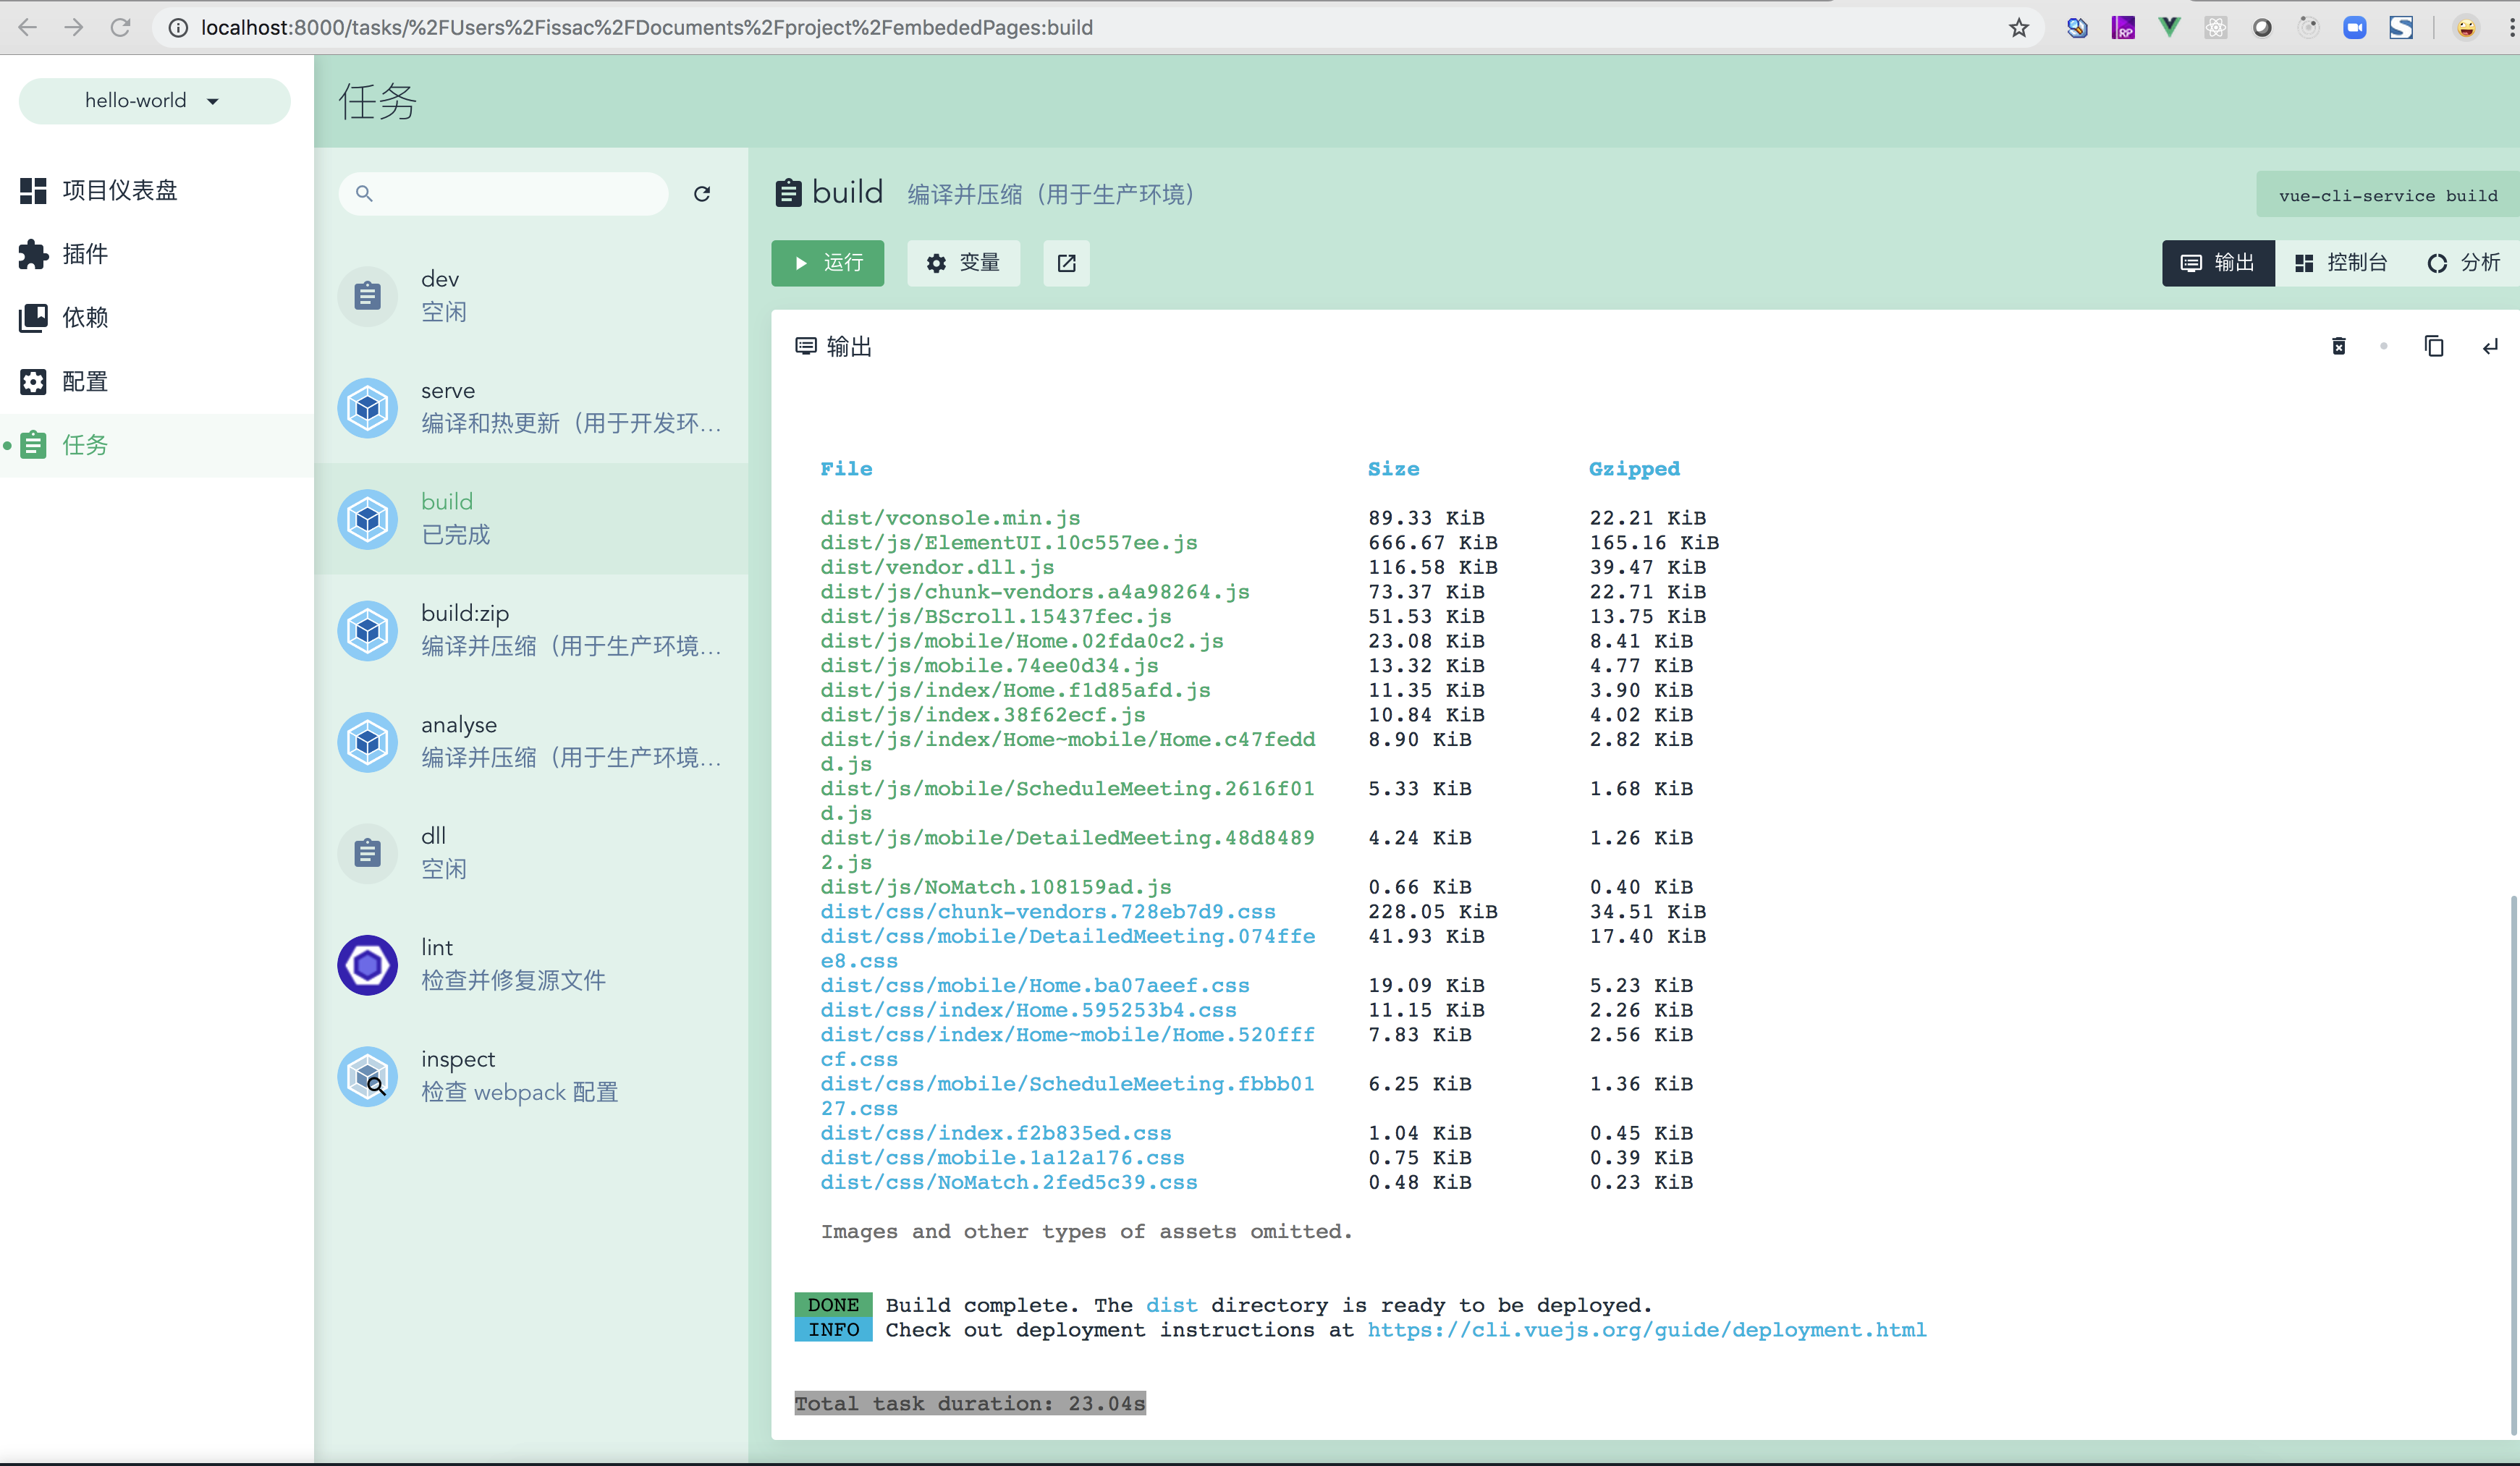 localhost:8000/tasks/%2FUsers%2Fissac%2FDocuments%2Fproject%2FembededPages:build
hello-world
项目仪表盘
插件
依赖
配置
任务
任务
dev
空闲
serve
编译和热更新（用于开发环...
build
已完成
build:zip
编译并压缩（用于生产环境...
analyse
编译并压缩（用于生产环境...
dll
空闲
lint
检查并修复源文件
inspect
检查 webpack 配置
build 编译并压缩（用于生产环境）
vue-cli-service build
运行 变量
输出 控制台 分析
输出
File Size Gzipped
dist/vconsole.min.js 89.33 KiB 22.21 KiB
dist/js/ElementUI.10c557ee.js 666.67 KiB 165.16 KiB
dist/vendor.dll.js 116.58 KiB 39.47 KiB
dist/js/chunk-vendors.a4a98264.js 73.37 KiB 22.71 KiB
dist/js/BScroll.15437fec.js 51.53 KiB 13.75 KiB
dist/js/mobile/Home.02fda0c2.js 23.08 KiB 8.41 KiB
dist/js/mobile.74ee0d34.js 13.32 KiB 4.77 KiB
dist/js/index/Home.f1d85afd.js 11.35 KiB 3.90 KiB
dist/js/index.38f62ecf.js 10.84 KiB 4.02 KiB
dist/js/index/Home~mobile/Home.c47fedd 8.90 KiB 2.82 KiB
d.js
dist/js/mobile/ScheduleMeeting.2616f01 5.33 KiB 1.68 KiB
d.js
dist/js/mobile/DetailedMeeting.48d8489 4.24 KiB 1.26 KiB
2.js
dist/js/NoMatch.108159ad.js 0.66 KiB 0.40 KiB
dist/css/chunk-vendors.728eb7d9.css 228.05 KiB 34.51 KiB
dist/css/mobile/DetailedMeeting.074ffe 41.93 KiB 17.40 KiB
e8.css
dist/css/mobile/Home.ba07aeef.css 19.09 KiB 5.23 KiB
dist/css/index/Home.595253b4.css 11.15 KiB 2.26 KiB
dist/css/index/Home~mobile/Home.520fff 7.83 KiB 2.56 KiB
cf.css
dist/css/mobile/ScheduleMeeting.fbbb01 6.25 KiB 1.36 KiB
27.css
dist/css/index.f2b835ed.css 1.04 KiB 0.45 KiB
dist/css/mobile.1a12a176.css 0.75 KiB 0.39 KiB
dist/css/NoMatch.2fed5c39.css 0.48 KiB 0.23 KiB
Images and other types of assets omitted.
DONE Build complete. The dist directory is ready to be deployed.
INFO Check out deployment instructions at https://cli.vuejs.org/guide/deployment.html
Total task duration: 23.04s